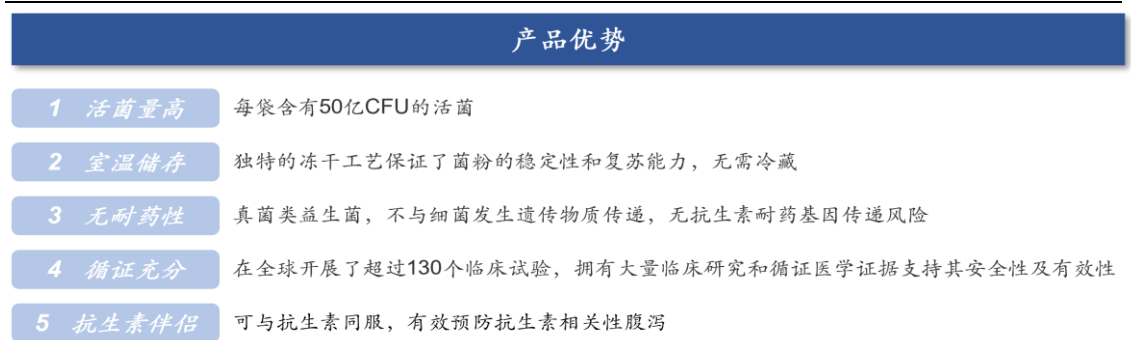 产品优势
1 活菌量高 每袋含有50亿CFU的活菌
2 室温储存 独特的冻干工艺保证了菌粉的稳定性和复苏能力，无需冷藏
3 无耐药性 真菌类益生菌，不与细菌发生遗传物质传递，无抗生素耐药基因传递风险
4 循证充分 在全球开展了超过130个临床试验，拥有大量临床研究和循证医学证据支持其安全性及有效性
5 抗生素伴侣 可与抗生素同服，有效预防抗生素相关性腹泻